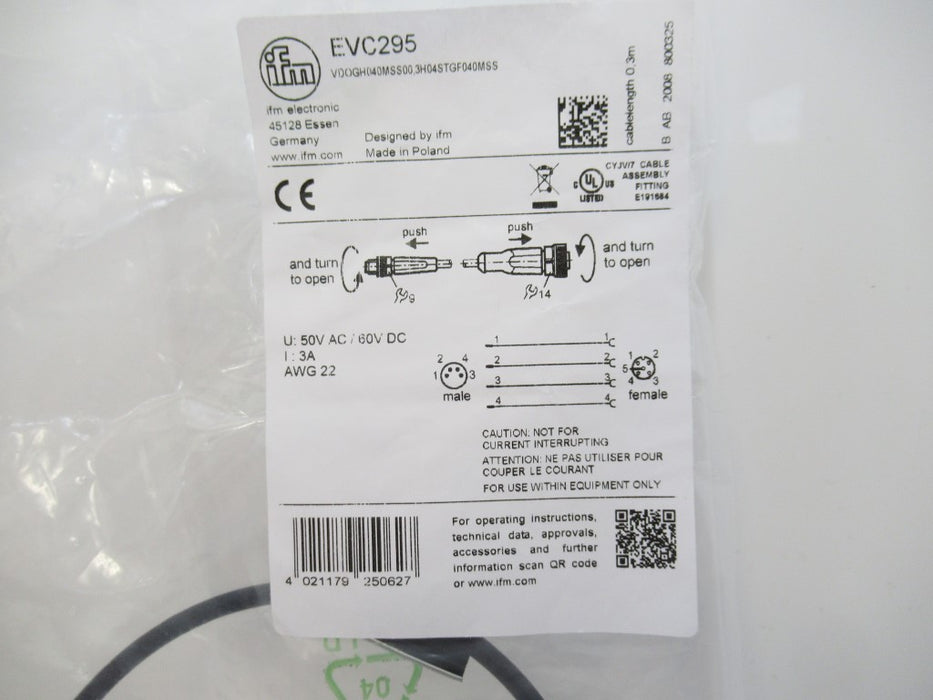 ifm
EVC295
VDOGH040MSS00,3H04STGF040MSS
ifm electronic
45128 Essen
Germany
www.ifm.com
Designed by ifm
Made in Poland
cablelength 0,3m
B AB 2008 800325
CE
C UL US
LISTED
CYJV/7 CABLE
ASSEMBLY
FITTING
E191684
push
push
and turn
to open
and turn
to open
9
14
U: 50V AC / 60V DC
I : 3A
AWG 22
2 4
1 3
male
1 1
2 2
3 3
4 4
1 2
5
4 3
female
CAUTION: NOT FOR
CURRENT INTERRUPTING
ATTENTION: NE PAS UTILISER POUR
COUPER LE COURANT
FOR USE WITHIN EQUIPMENT ONLY
4 021179 250627
For operating instructions,
technical data, approvals,
accessories and further
information scan QR code
or www.ifm.com
04